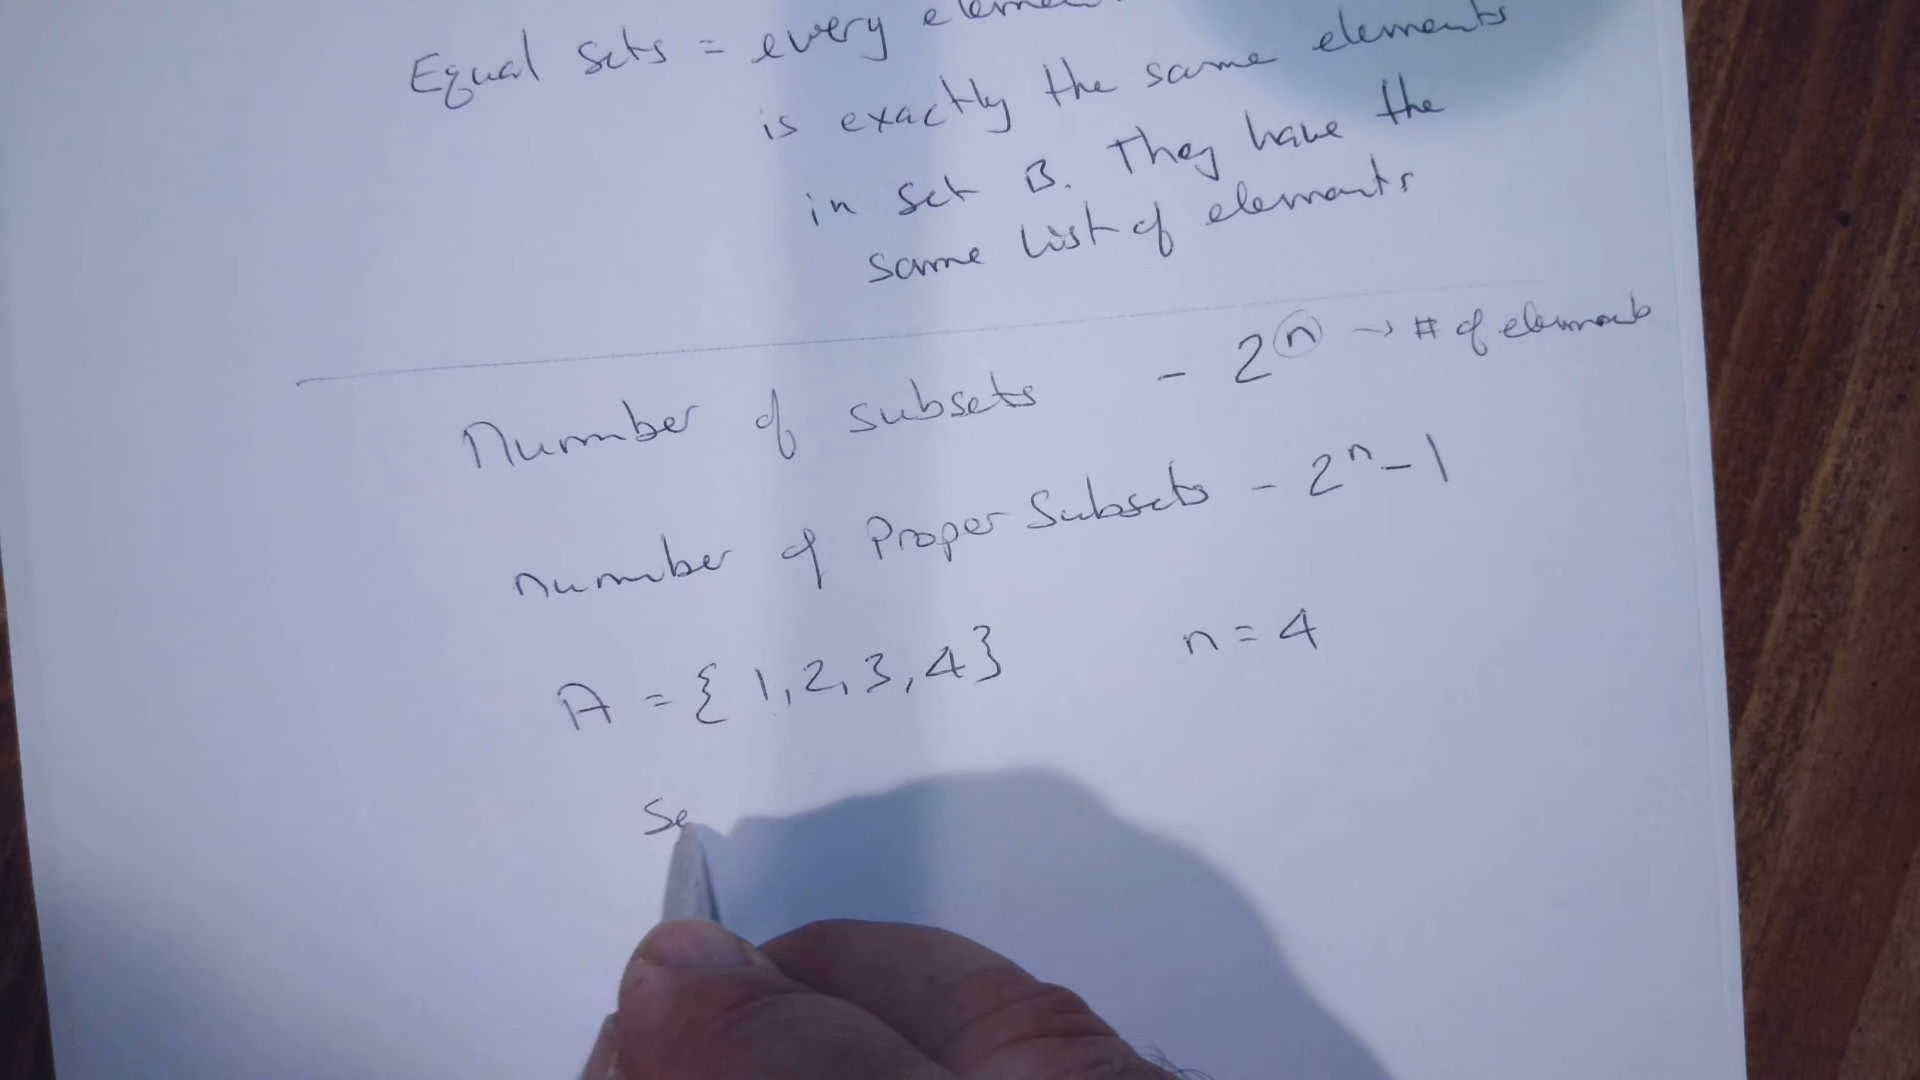 Equal Sets = every
is exactly the same elements
in Set B. They have the
same list of elements
Number of subsets - 2ⁿ → # of elements
number of Proper Subsets - 2ⁿ-1
A = { 1, 2, 3, 4 } n = 4
Se